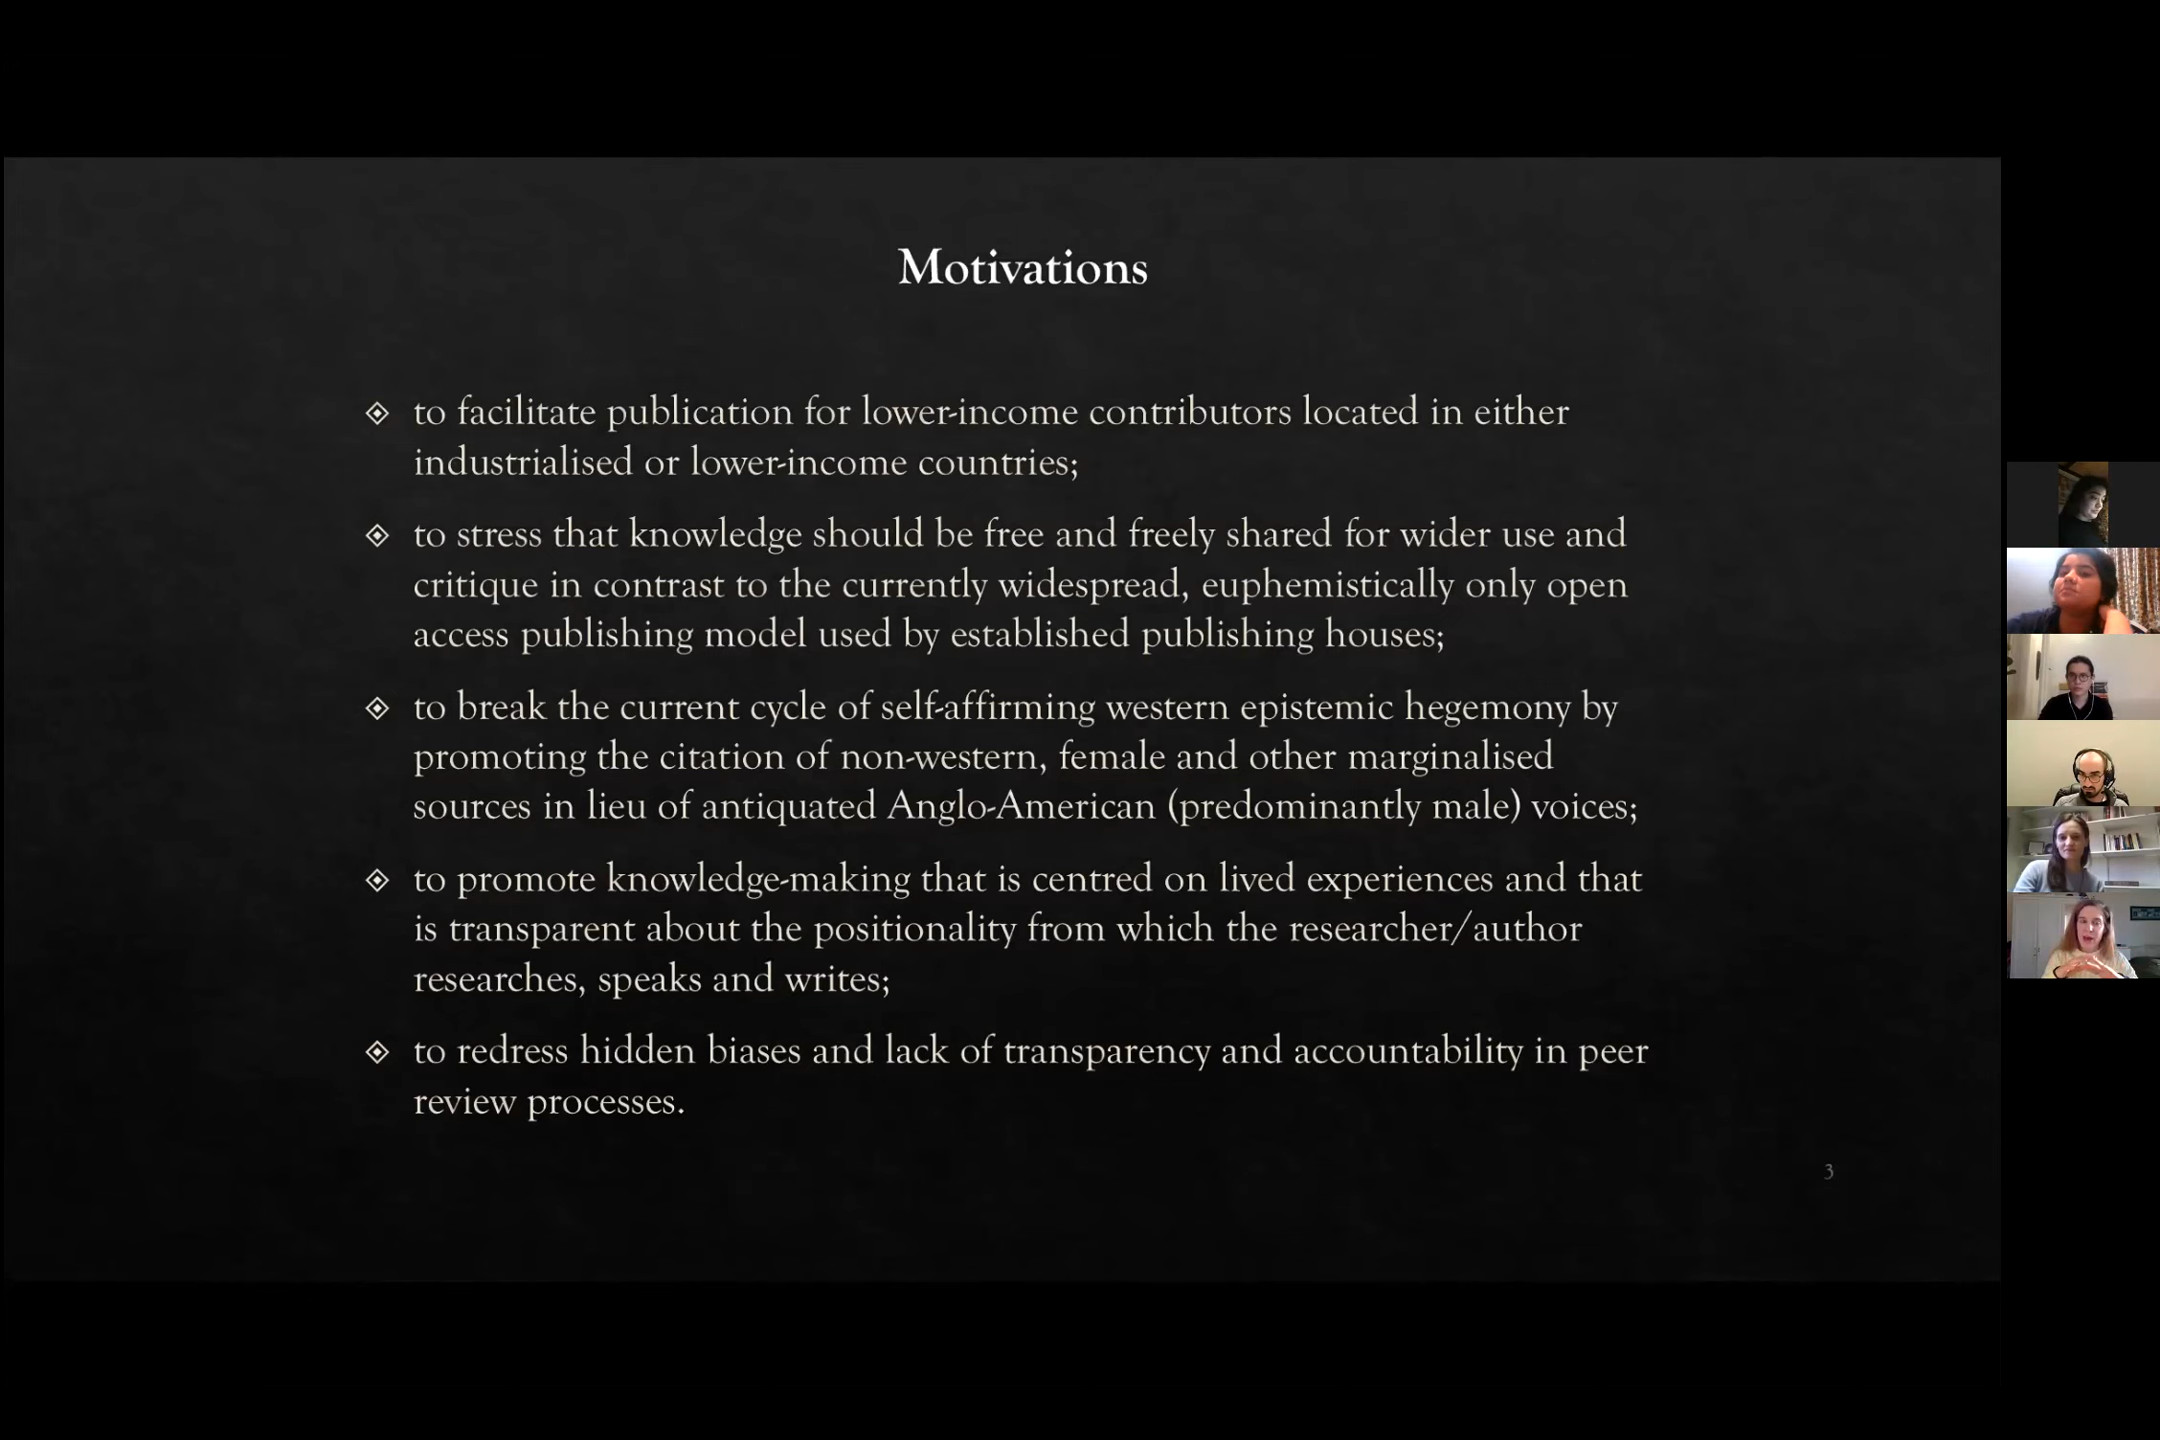 Motivations
to facilitate publication for lower-income contributors located in either
industrialised or lower-income countries;
to stress that knowledge should be free and freely shared for wider use and
critique in contrast to the currently widespread, euphemistically only open
access publishing model used by established publishing houses;
to break the current cycle of self-affirming western epistemic hegemony by
promoting the citation of non-western, female and other marginalised
sources in lieu of antiquated Anglo-American (predominantly male) voices;
to promote knowledge-making that is centred on lived experiences and that
is transparent about the positionality from which the researcher/author
researches, speaks and writes;
to redress hidden biases and lack of transparency and accountability in peer
review processes.
3